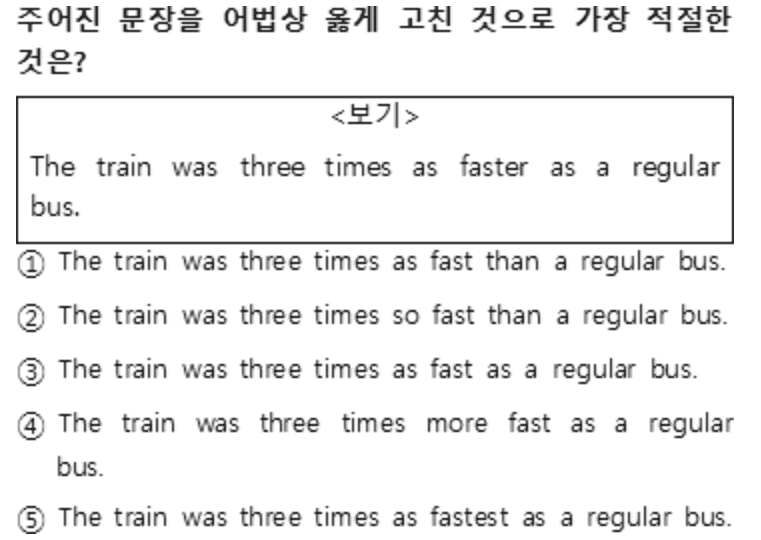 주어진 문장을 어법상 옳게 고친 것으로 가장 적절한
것은?
<보기>
The train was three times as faster as a regular
bus.
① The train was three times as fast than a regular bus.
② The train was three times so fast than a regular bus.
③ The train was three times as fast as a regular bus.
④ The train was three times more fast as a regular
bus.
⑤ The train was three times as fastest as a regular bus.